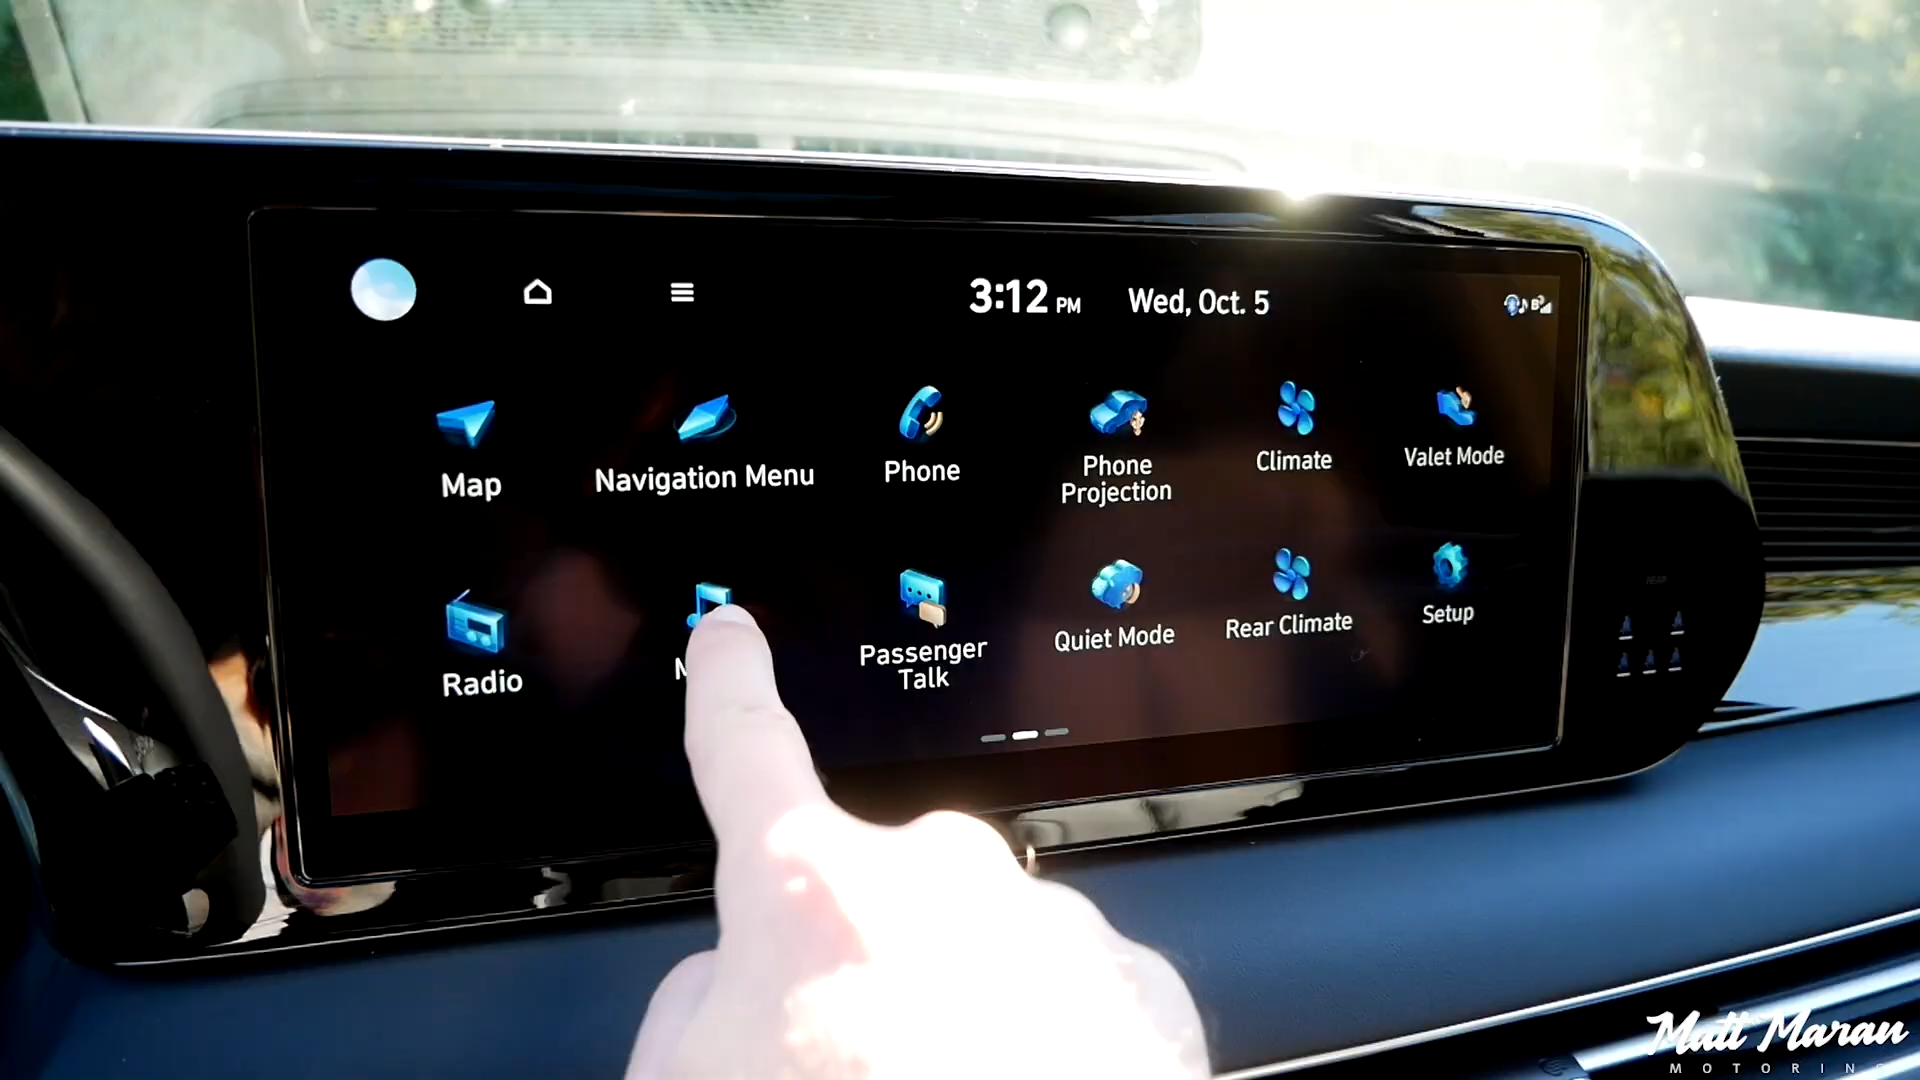 3:12 PM
Wed, Oct. 5
Map
Navigation Menu
Phone
Phone
Projection
Climate
Valet Mode
Radio
Passenger
Talk
Quiet Mode
Rear Climate
Setup
REAR
Matt Maran
MOTORING